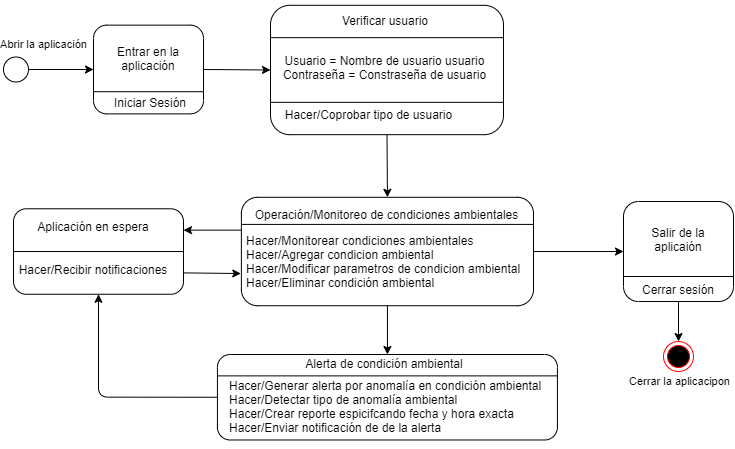 Abrir la aplicación
Entrar en la
aplicación
Iniciar Sesión
Verificar usuario
Usuario = Nombre de usuario usuario
Contraseña = Constraseña de usuario
Hacer/Coprobar tipo de usuario
Aplicación en espera
Hacer/Recibir notificaciones
Operación/Monitoreo de condiciones ambientales
Hacer/Monitorear condiciones ambientales
Hacer/Agregar condicion ambiental
Hacer/Modificar parametros de condicion ambiental
Hacer/Eliminar condición ambiental
Salir de la
aplicaión
Cerrar sesión
Cerrar la aplicacipon
Alerta de condición ambiental
Hacer/Generar alerta por anomalía en condición ambiental
Hacer/Detectar tipo de anomalía ambiental
Hacer/Crear reporte espicifcando fecha y hora exacta
Hacer/Enviar notificación de de la alerta